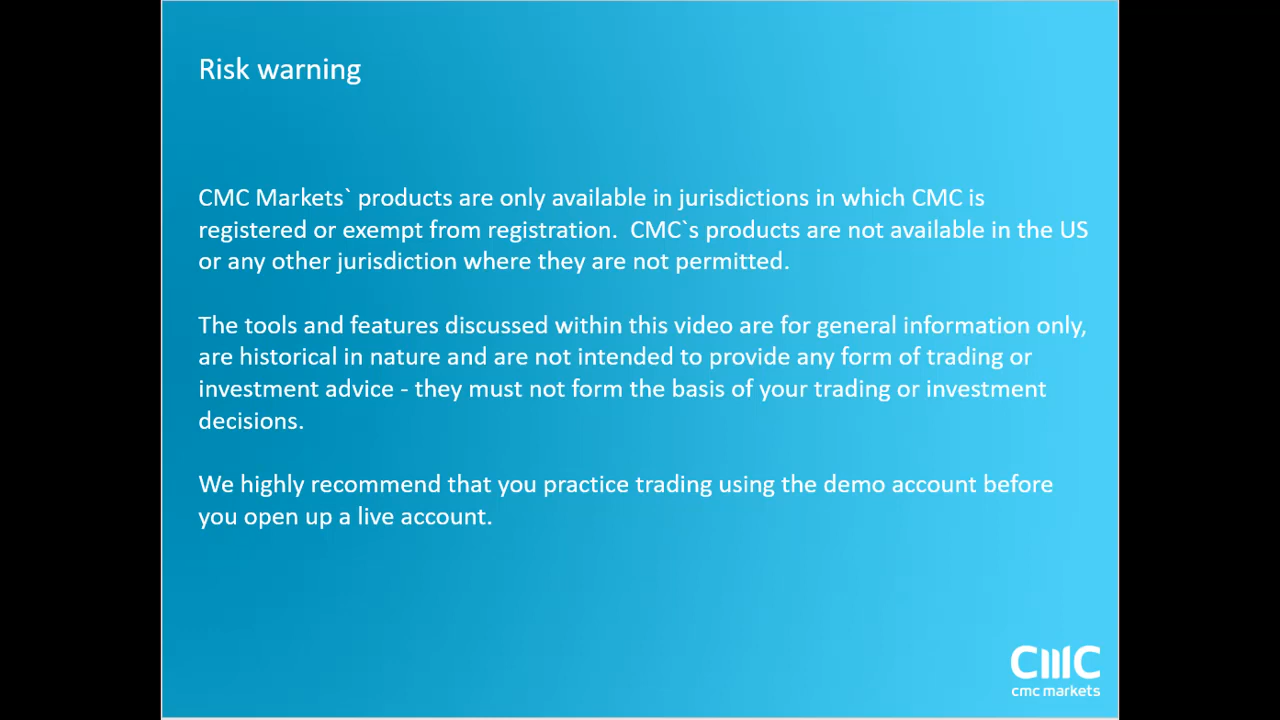 Risk warning
CMC Markets` products are only available in jurisdictions in which CMC is
registered or exempt from registration.  CMC`s products are not available in the US
or any other jurisdiction where they are not permitted.
The tools and features discussed within this video are for general information only,
are historical in nature and are not intended to provide any form of trading or
investment advice - they must not form the basis of your trading or investment
decisions.
We highly recommend that you practice trading using the demo account before
you open up a live account.
CMC
cmc markets